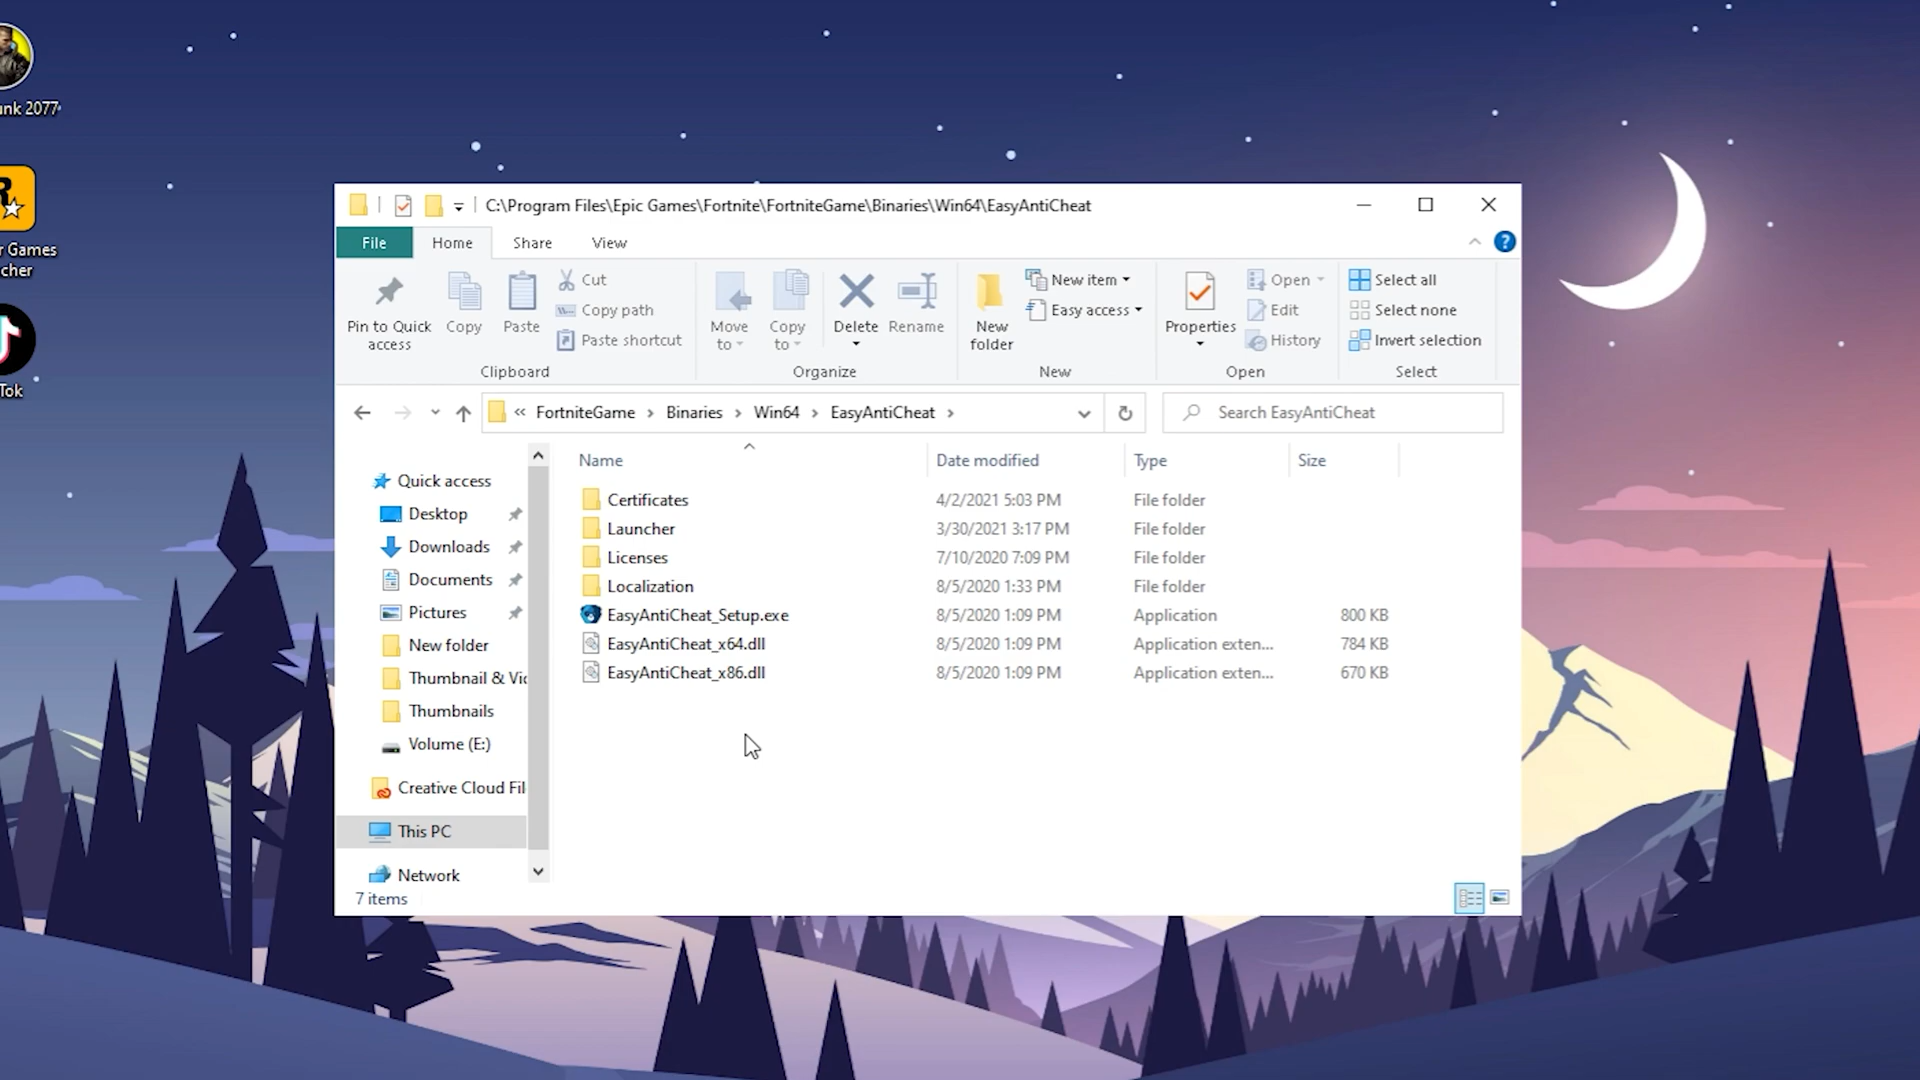 unk 2077
R
r Games
cher
Tok
C:\Program Files\Epic Games\Fortnite\FortniteGame\Binaries\Win64\EasyAntiCheat
File
Home
Share
View
?
Pin to Quick
access
Copy
Paste
Cut
Copy path
Paste shortcut
Clipboard
Move
to
Copy
to
Delete
Rename
Organize
New
folder
New item
Easy access
New
Properties
Open
Edit
History
Open
Select all
Select none
Invert selection
Select
« FortniteGame > Binaries > Win64 > EasyAntiCheat >
Search EasyAntiCheat
Name
Date modified
Type
Size
Quick access
Desktop
Downloads
Documents
Pictures
New folder
Thumbnail & Vic
Thumbnails
Volume (E:)
Creative Cloud Fil
This PC
Network
Certificates 4/2/2021 5:03 PM File folder
Launcher 3/30/2021 3:17 PM File folder
Licenses 7/10/2020 7:09 PM File folder
Localization 8/5/2020 1:33 PM File folder
EasyAntiCheat_Setup.exe 8/5/2020 1:09 PM Application 800 KB
EasyAntiCheat_x64.dll 8/5/2020 1:09 PM Application exten... 784 KB
EasyAntiCheat_x86.dll 8/5/2020 1:09 PM Application exten... 670 KB
7 items